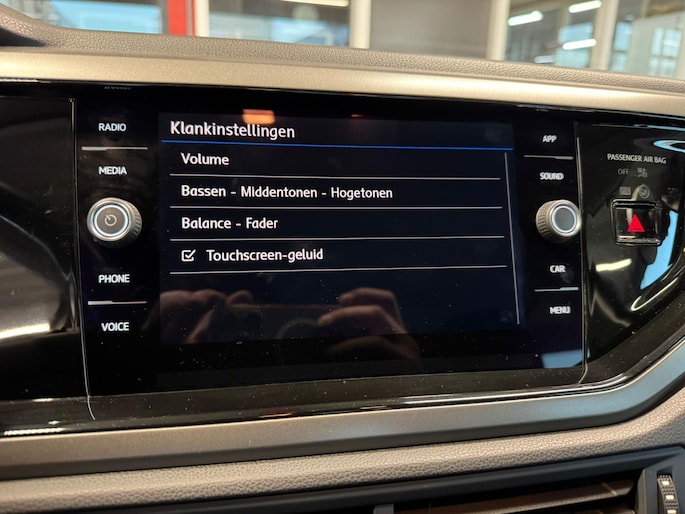 RADIO
MEDIA
PHONE
VOICE
Klankinstellingen
Volume
Bassen - Middentonen - Hogetonen
Balance - Fader
Touchscreen-geluid
APP
SOUND
CAR
MENU
PASSENGER AIR BAG
OFF